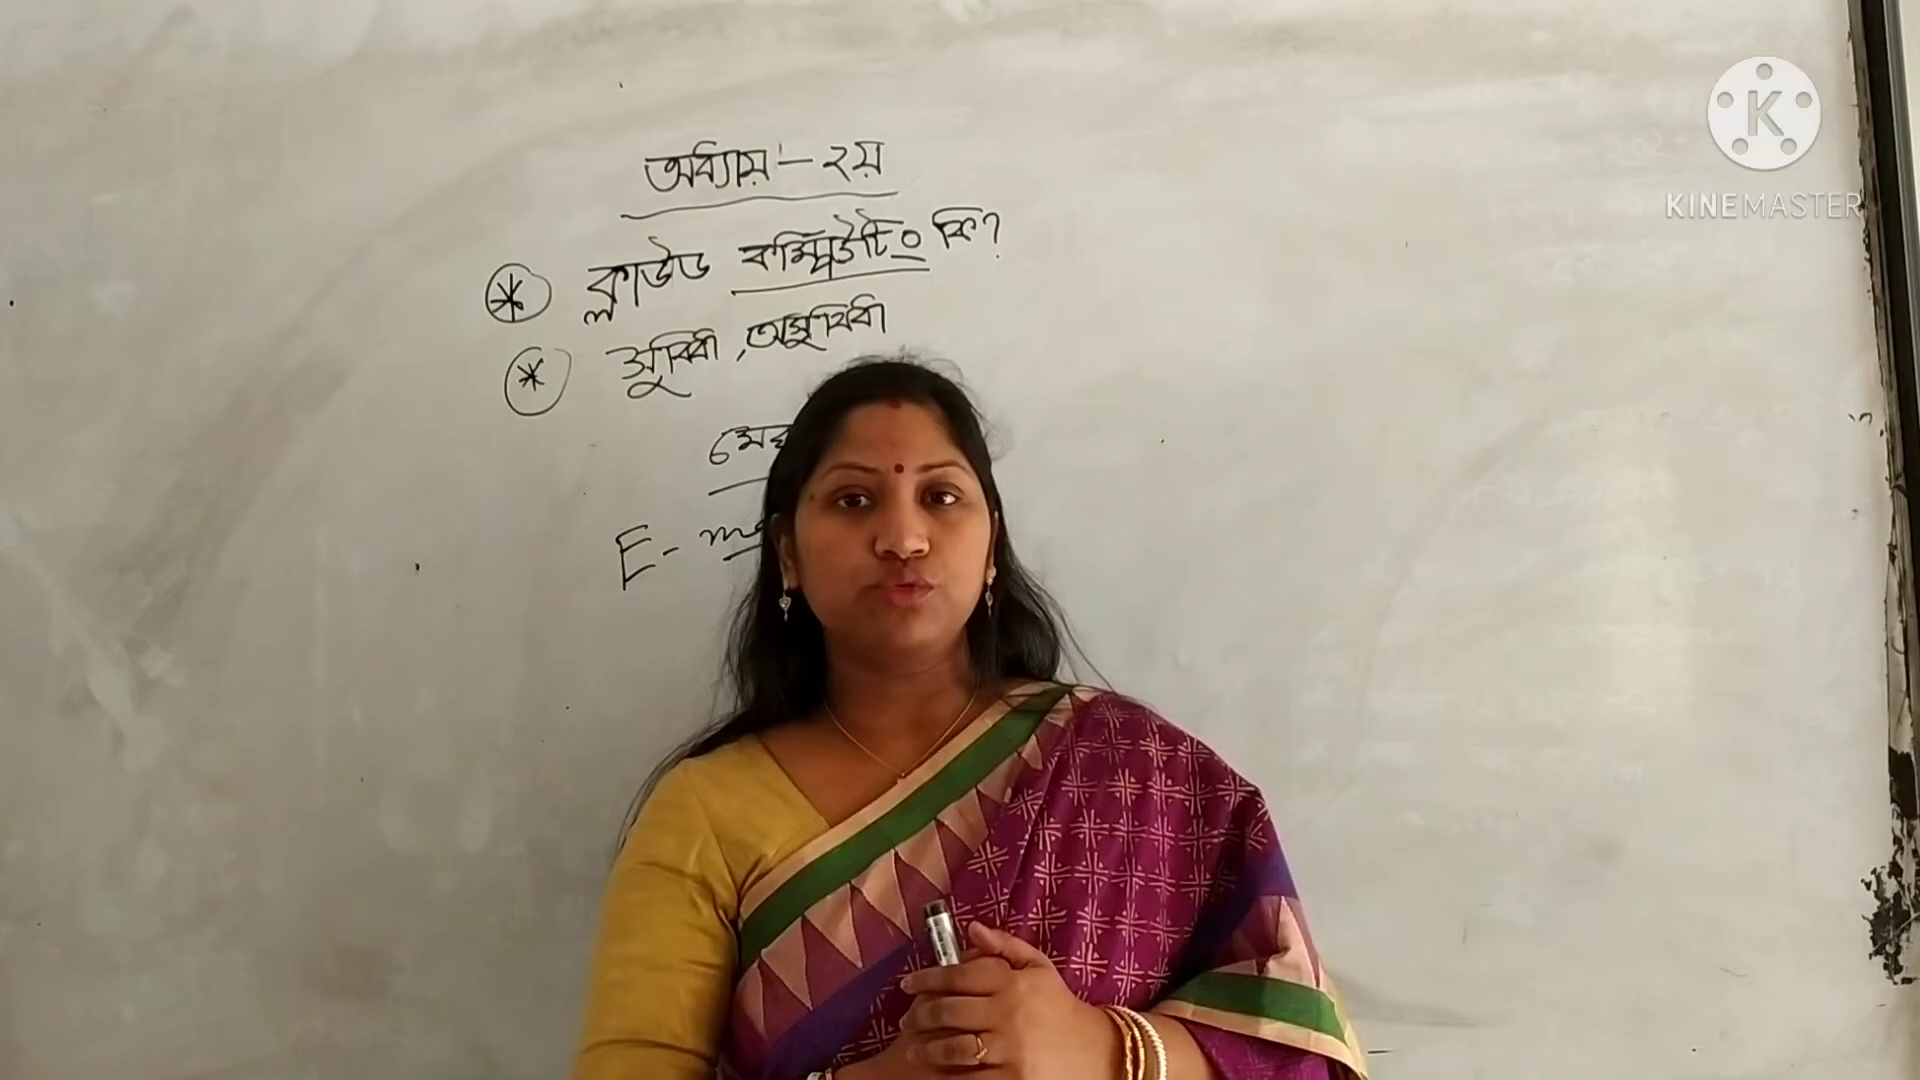 অধ্যায় - ২য়
ক্লাউড কম্পিউটিং কি?
সুবিধা, অসুবিধা
E-
KINEMASTER